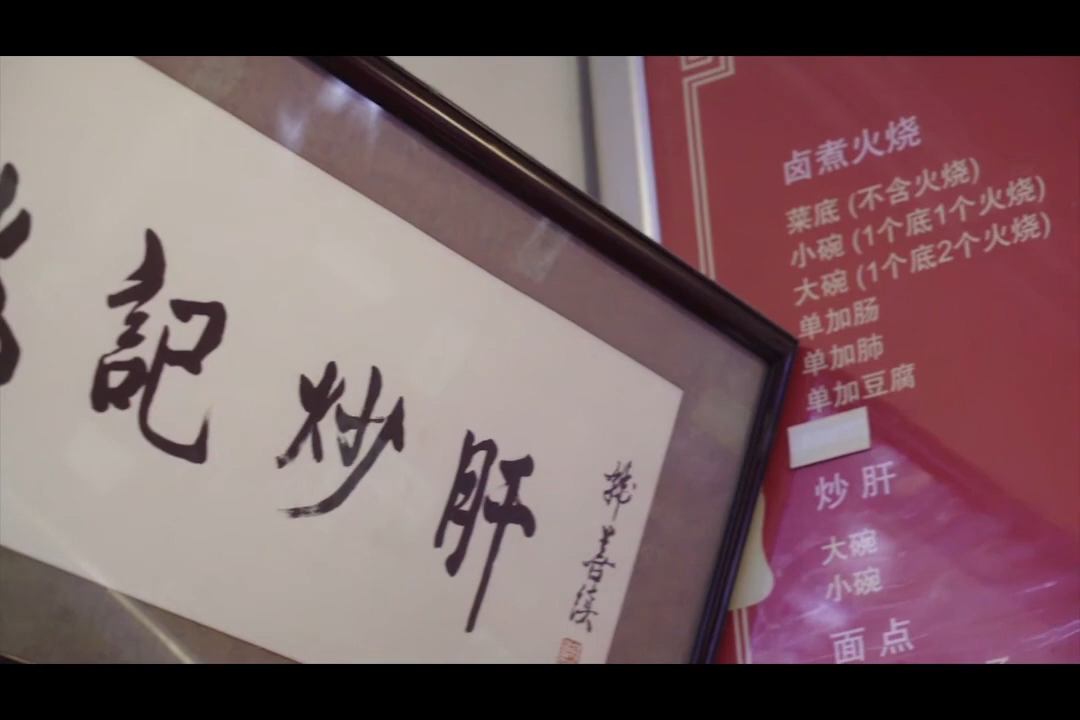 記炒肝
卤煮火烧
菜底 (不含火烧)
小碗 (1个底1个火烧)
大碗 (1个底2个火烧)
单加肠
单加肺
单加豆腐
炒肝
大碗
小碗
面点